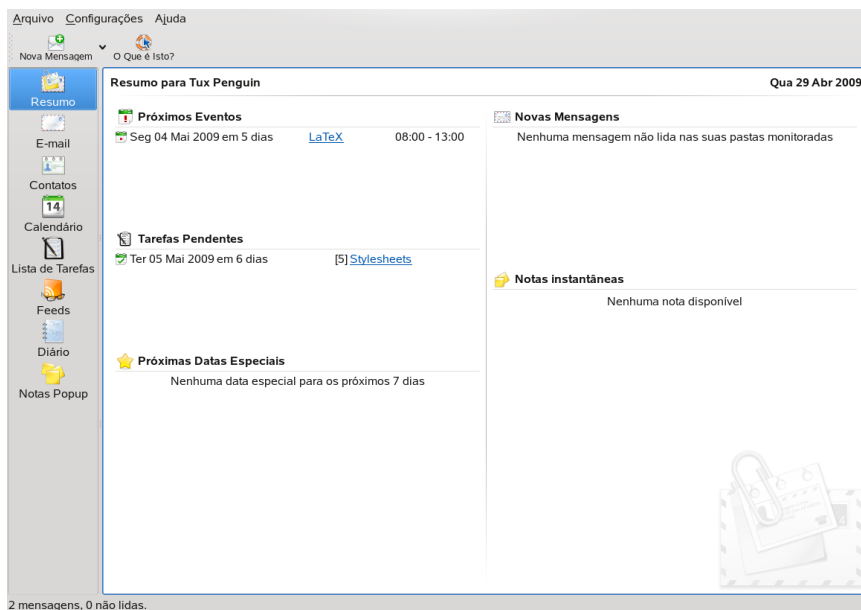 Arquivo Configurações Ajuda
Nova Mensagem O Que é Isto?
Resumo
E-mail
Contatos
14
Calendário
Lista de Tarefas
Feeds
Diário
Notas Popup
Resumo para Tux Penguin Qua 29 Abr 2009
Próximos Eventos
Seg 04 Mai 2009 em 5 dias LaTeX 08:00 - 13:00
Tarefas Pendentes
Ter 05 Mai 2009 em 6 dias [5] Stylesheets
Próximas Datas Especiais
Nenhuma data especial para os próximos 7 dias
Novas Mensagens
Nenhuma mensagem não lida nas suas pastas monitoradas
Notas instantâneas
Nenhuma nota disponível
2 mensagens, 0 não lidas.